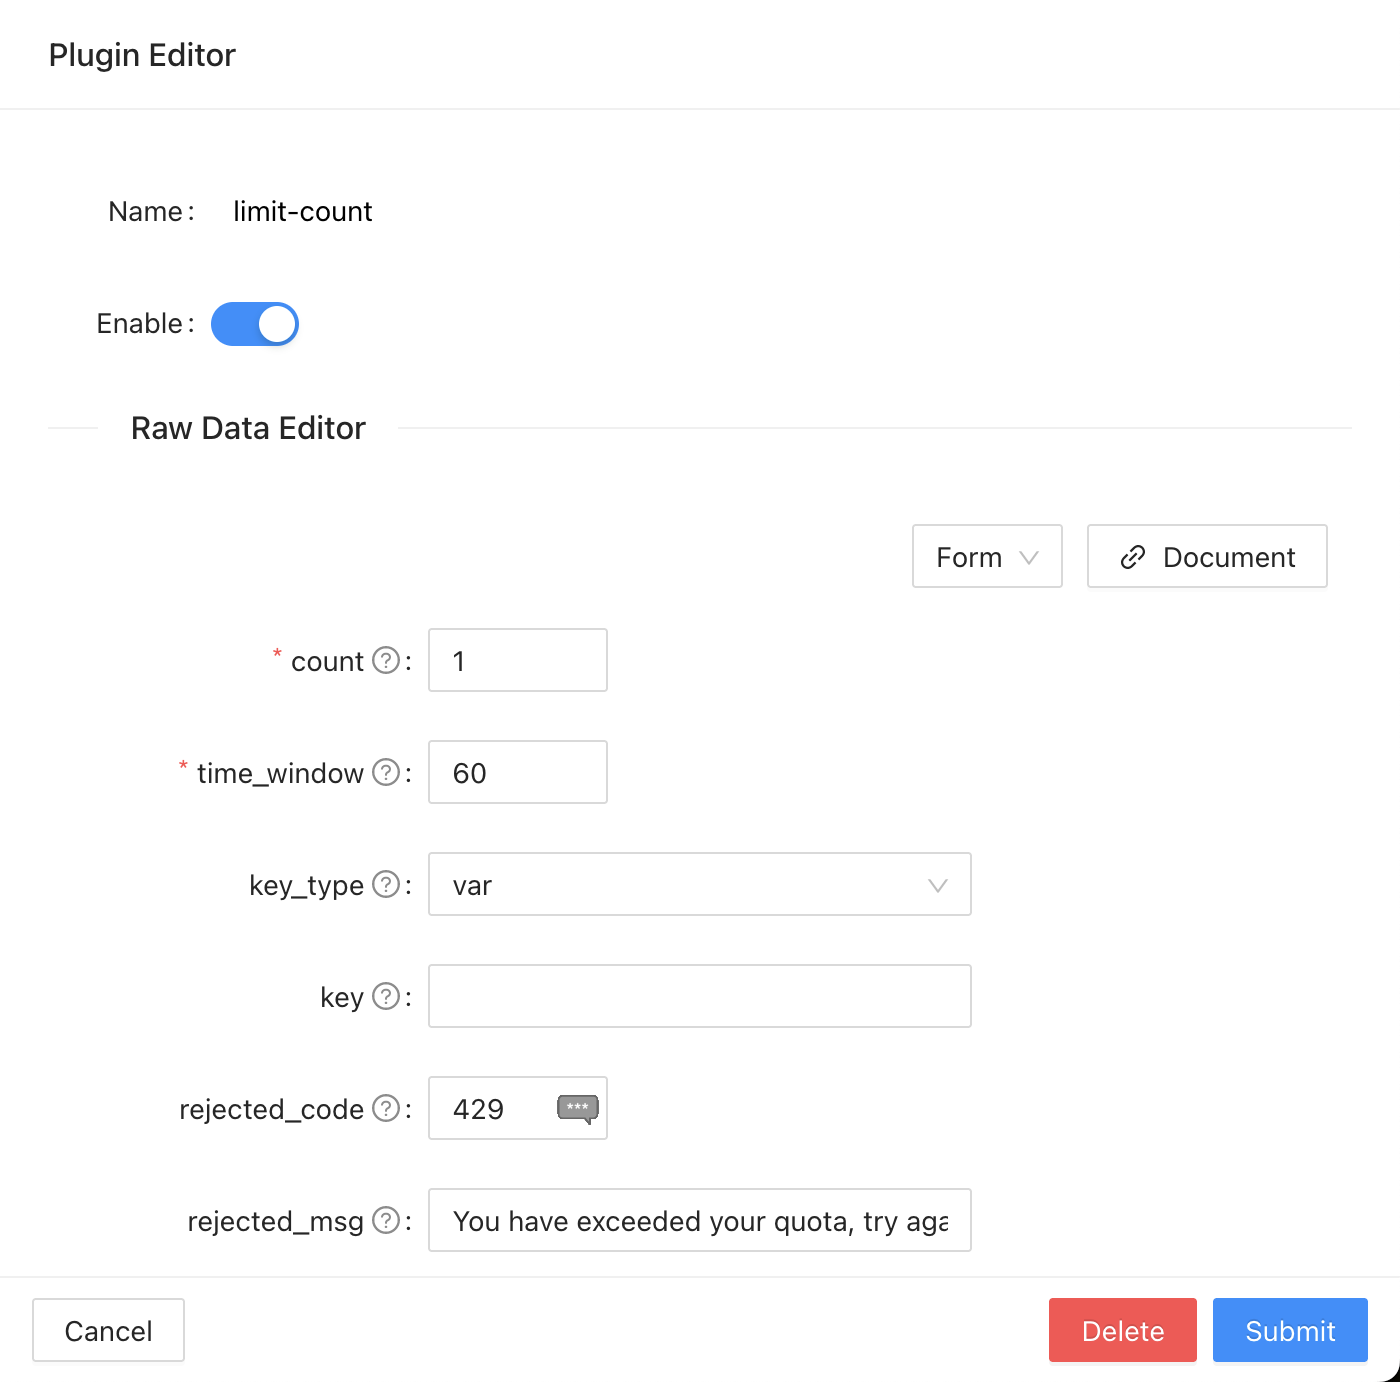 Plugin Editor
Name: limit-count
Enable:
Raw Data Editor
Form Document
* count ? : 1
* time_window ? : 60
key_type ? : var
key ? :
rejected_code ? : 429 ***
rejected_msg ? : You have exceeded your quota, try aga
Cancel Delete Submit